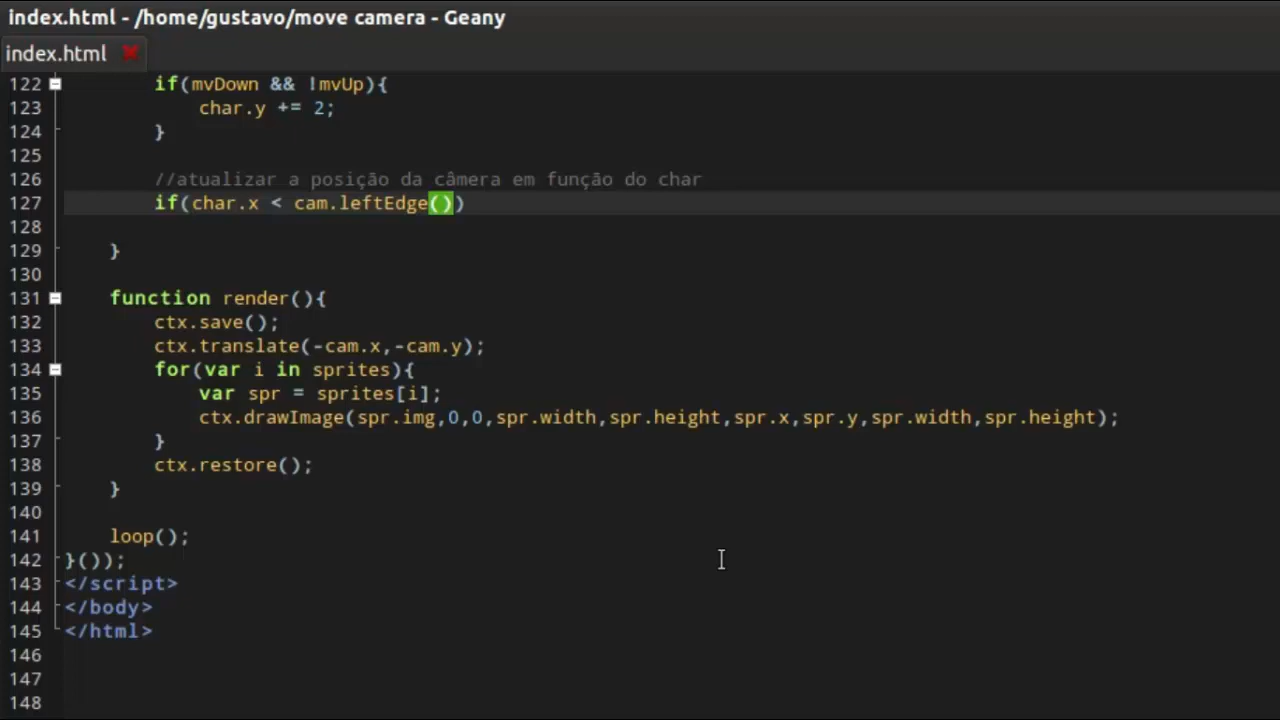 index.html - /home/gustavo/move camera - Geany
index.html
122 if(mvDown && !mvUp){
123 char.y += 2;
124 }
125
126 //atualizar a posição da câmera em função do char
127 if(char.x < cam.leftEdge())
128
129 }
130
131 function render(){
132 ctx.save();
133 ctx.translate(-cam.x,-cam.y);
134 for(var i in sprites){
135 var spr = sprites[i];
136 ctx.drawImage(spr.img,0,0,spr.width,spr.height,spr.x,spr.y,spr.width,spr.height);
137 }
138 ctx.restore();
139 }
140
141 loop();
142 }());
143 </script>
144 </body>
145 </html>
146
147
148